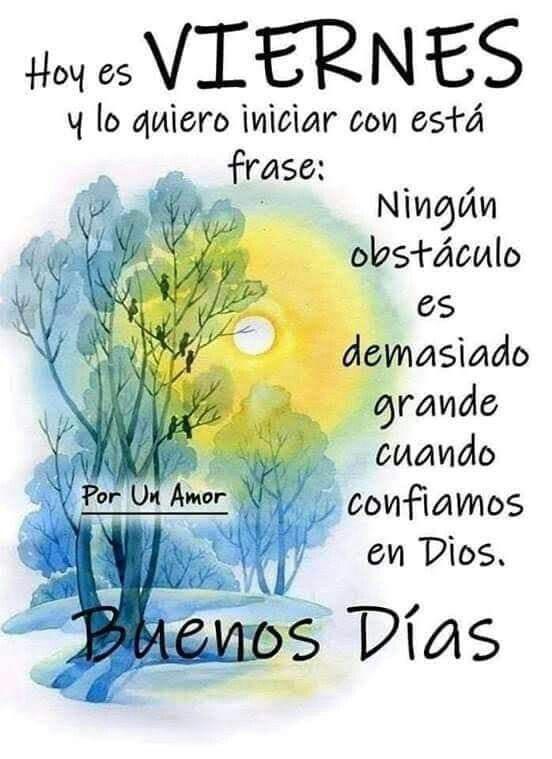 Hoy es VIERNES
y lo quiero iniciar con está
frase:
Ningún
obstáculo
es
demasiado
grande
cuando
confiamos
en Dios.
Por Un Amor
Buenos Días